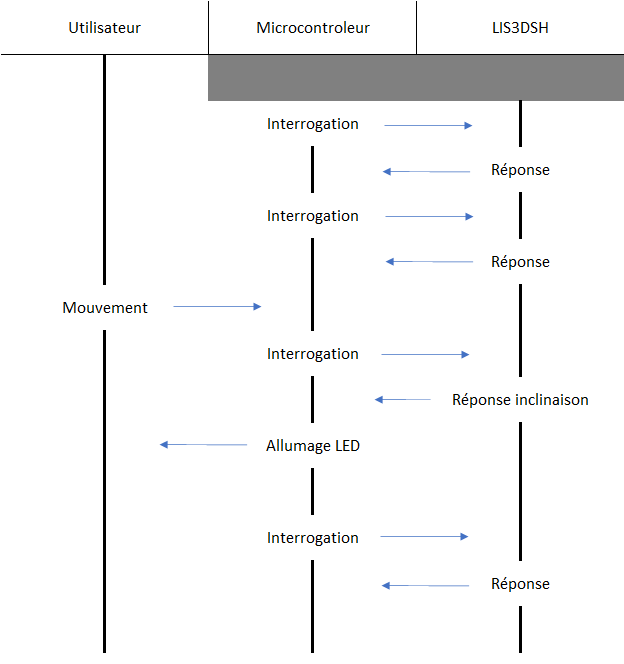 Utilisateur
Microcontroleur
LIS3DSH
Interrogation
Réponse
Interrogation
Réponse
Mouvement
Interrogation
Réponse inclinaison
Allumage LED
Interrogation
Réponse